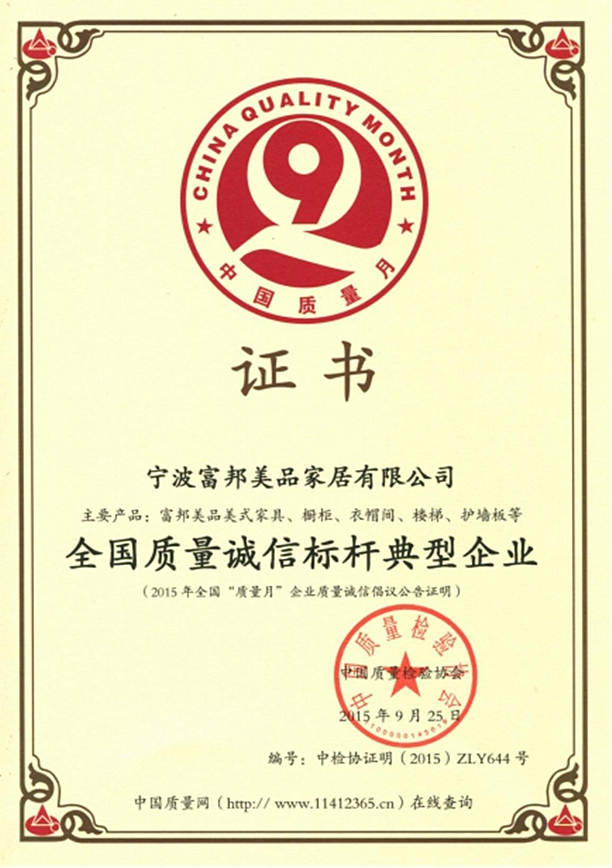 CHINA QUALITY MONTH
9
中国质量月
证书
宁波富邦美品家居有限公司
主要产品：富邦美品美式家具、橱柜、衣帽间、楼梯、护墙板等
全国质量诚信标杆典型企业
（2015年全国“质量月”企业质量诚信倡议公告证明）
中国质量检验协会
中国质量检验协会
2015年9月25日
编号：中检协证明（2015）ZLY644号
中国质量网（http:// www.11412365.cn）在线查询